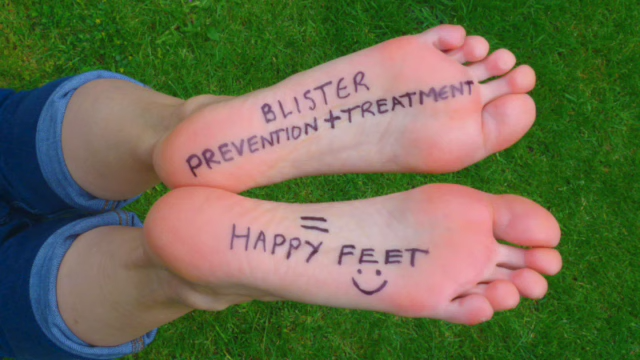 BLISTER
PREVENTION + TREATMENT
=
HAPPY FEET